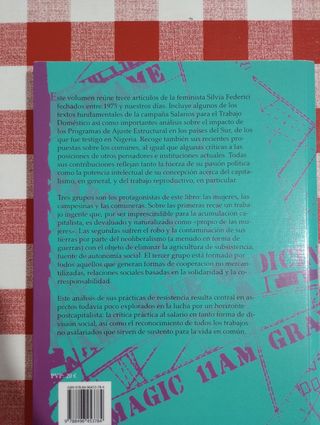 ME
Este volumen reúne trece artículos de la feminista Silvia Federici
fechados entre 1975 y nuestros días. Incluye algunos de los
textos fundamentales de la campaña Salarios para el Trabajo
Doméstico así como importantes análisis sobre el impacto de
los Programas de Ajuste Estructural en los países del Sur, de los
que fue testigo en Nigeria. Recoge también sus recientes pro-
puestas sobre los comunes, al igual que algunas críticas a las
posiciones de otros pensadores e instituciones actuales. Todas
sus contribuciones reflejan tanto la fuerza de su pasión política
como la potencia intelectual de su concepción acerca del capita-
lismo, en general, y del trabajo reproductivo, en particular.
Tres grupos son los protagonistas de este libro: las mujeres, las
campesinas y las comuneras. Sobre las primeras recae un traba-
jo ingente que, por ser imprescindible para la acumulación ca-
pitalista, es devaluado y naturalizado como «propio de las mu-
jeres». Las segundas sufren el robo y la contaminación de sus
tierras por parte del neoliberalismo (a menudo en forma de
guerras) con el objeto de eliminar la agricultura de subsistencia,
fuente de autonomía social. El tercer grupo está formado por
todos aquellos que generan formas de cooperación no mercan-
tilizadas, relaciones sociales basadas en la solidaridad y la co-
rresponsabilidad.
Este análisis de sus prácticas de resistencia resulta central en as-
pectos todavía poco explotados en la lucha por un horizonte
postcapitalista: la crítica práctica al salario en tanto forma de di-
visión social, así como el reconocimiento de todos los trabajos
no asalariados que sirven de sustento para la vida en común.
PVP: 20 €
MAGIC 11AM GRA